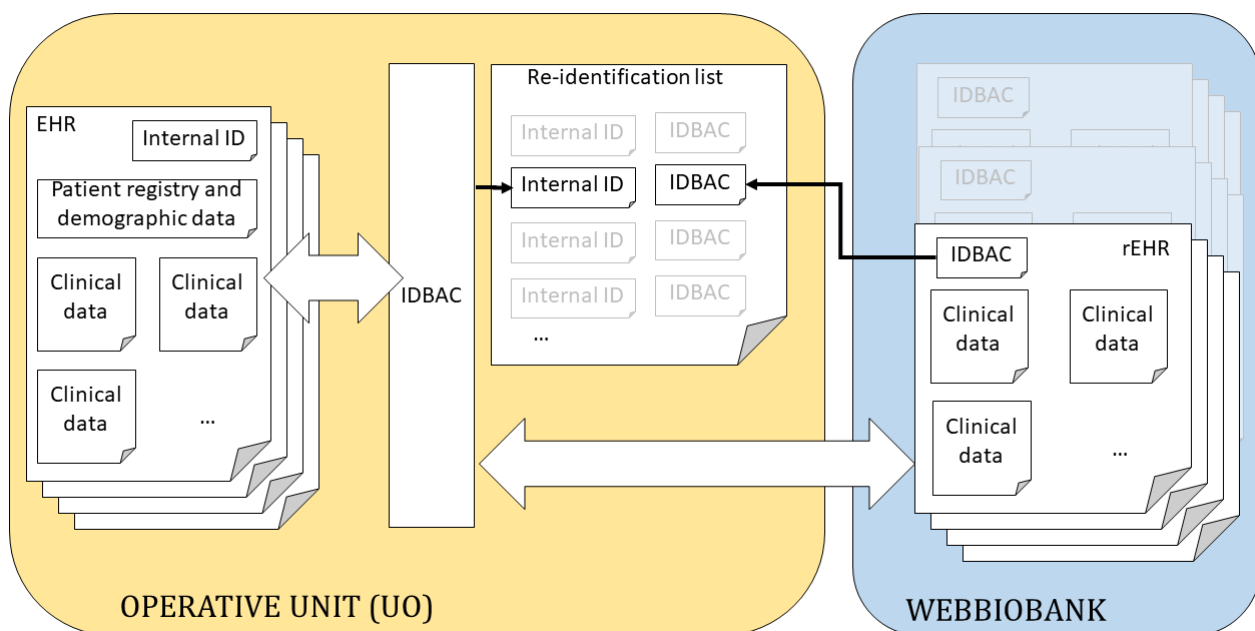 Re-identification list
EHR
Internal ID
Patient registry and
demographic data
Clinical
data
Clinical
data
Clinical
data
...
IDBAC
Internal ID
IDBAC
Internal ID
IDBAC
Internal ID
IDBAC
Internal ID
IDBAC
...
IDBAC
IDBAC
IDBAC
rEHR
Clinical
data
Clinical
data
Clinical
data
...
OPERATIVE UNIT (UO)
WEBBIOBANK